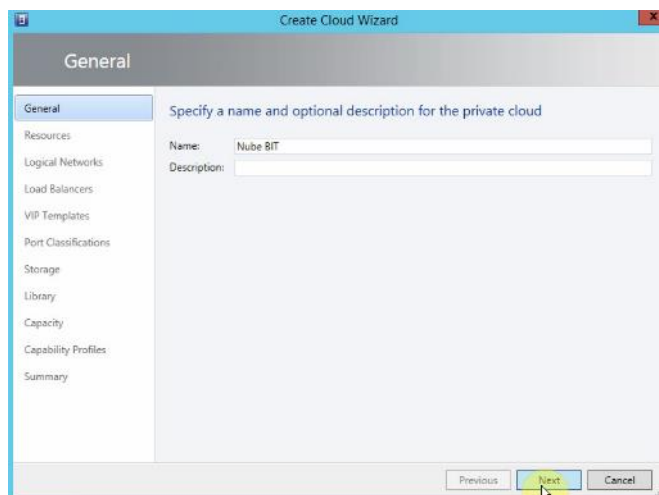 Create Cloud Wizard
x
General
General
Resources
Logical Networks
Load Balancers
VIP Templates
Port Classifications
Storage
Library
Capacity
Capability Profiles
Summary
Specify a name and optional description for the private cloud
Name: Nube BIT
Description:
Previous Next Cancel